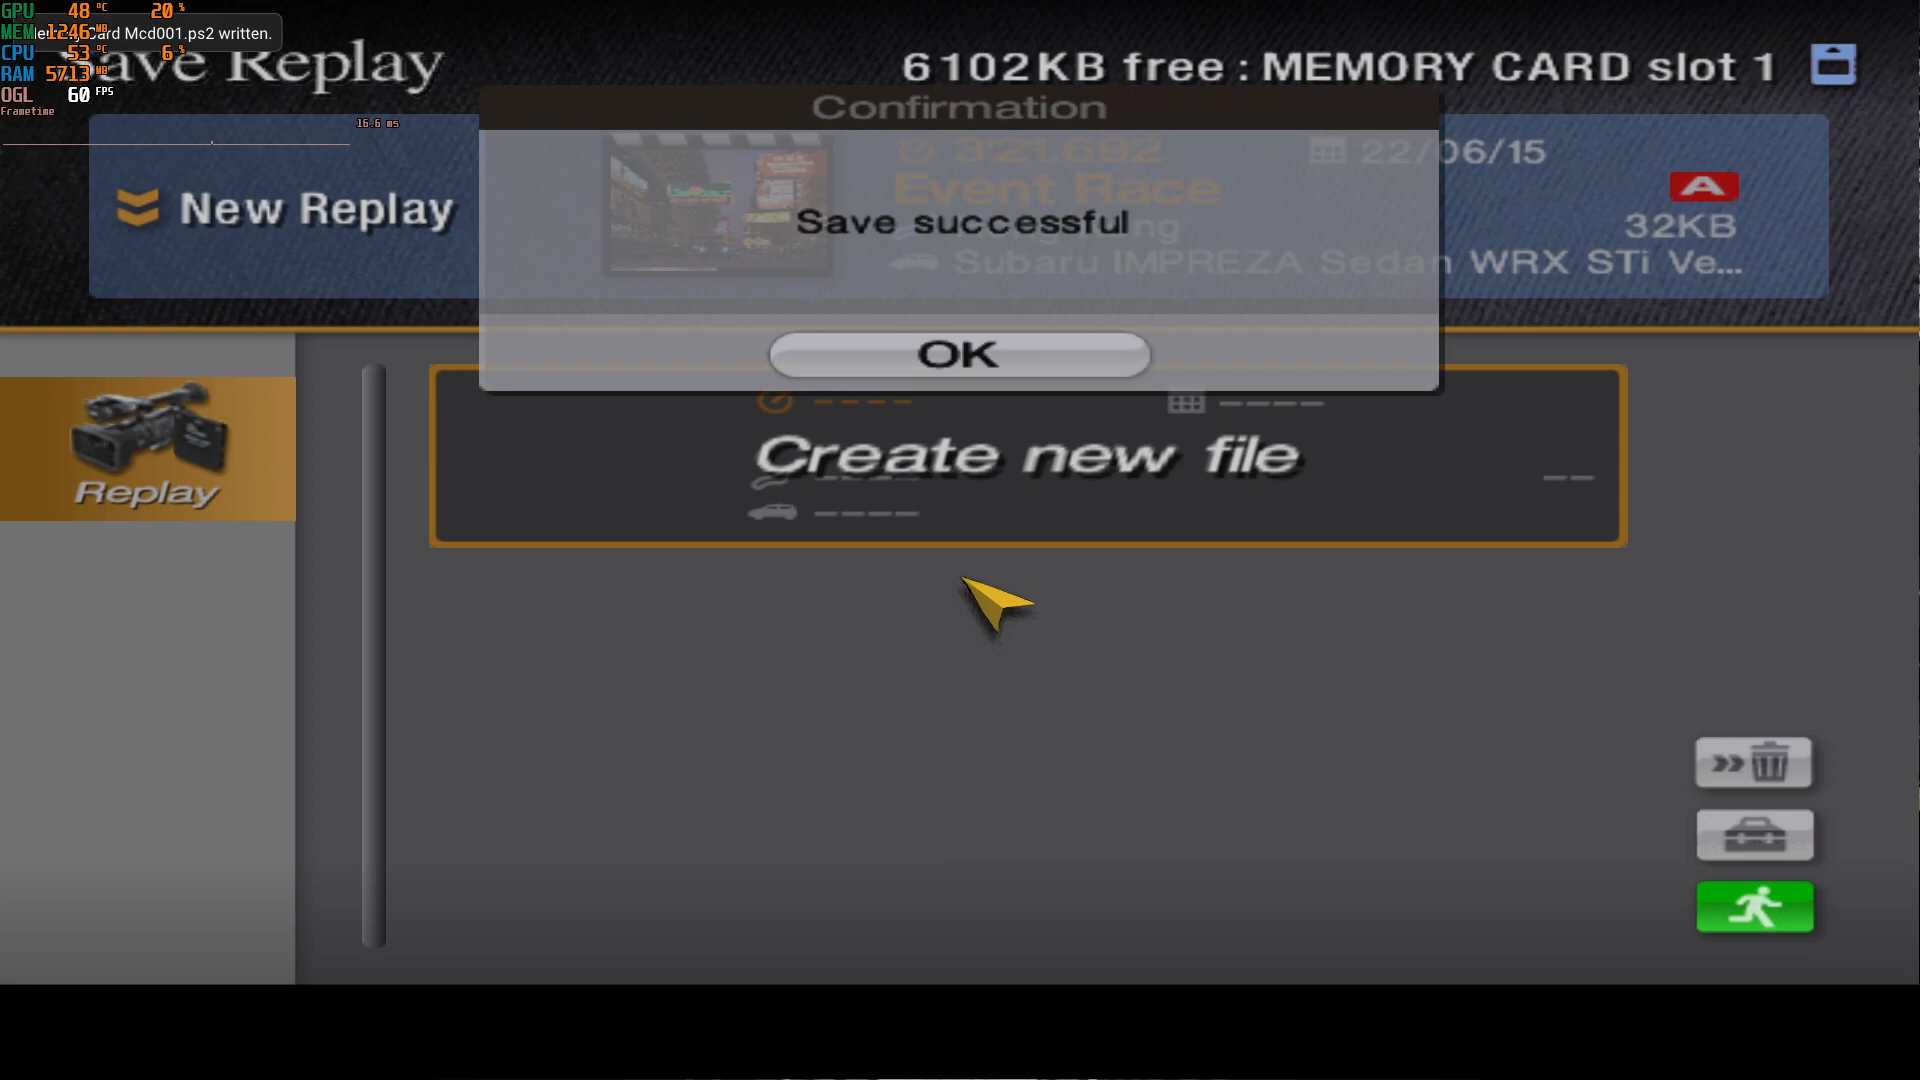 GPU 48 °C 20 %
MEM 1246 MB
Card Mcd001.ps2 written.
CPU 53 °C 6 %
RAM 5713 MB
OGL 60 FPS
Frametime
16.6 ms
Save Replay
6102KB free : MEMORY CARD slot 1
Confirmation
New Replay
3'21.692
22/06/15
Event Race
A
Save successful
32KB
Subaru IMPREZA Sedan WRX STi Ve...
OK
Replay
----
----
Create new file
----
--
----